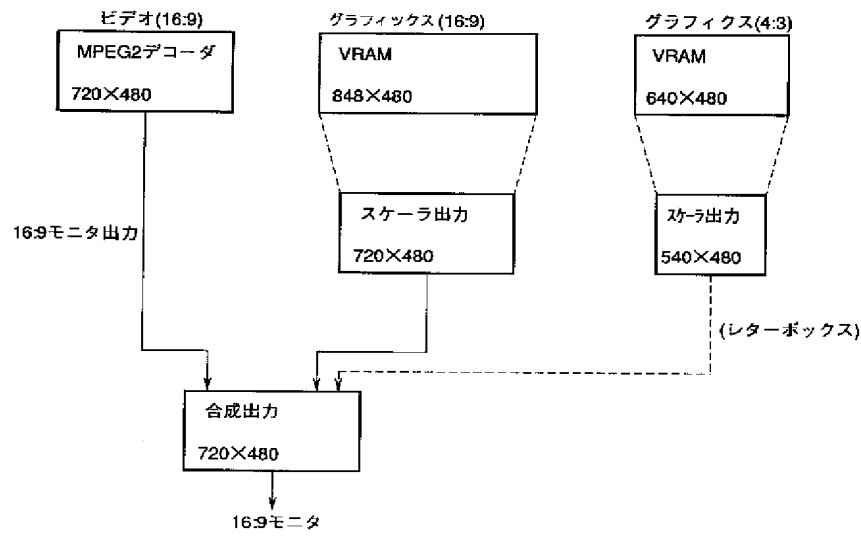 ビデオ(16:9)
MPEG2デコーダ
720×480
グラフィックス(16:9)
VRAM
848×480
グラフィクス(4:3)
VRAM
640×480
スケーラ出力
720×480
スケーラ出力
540×480
16:9モニタ出力
(レターボックス)
合成出力
720×480
16:9モニタ